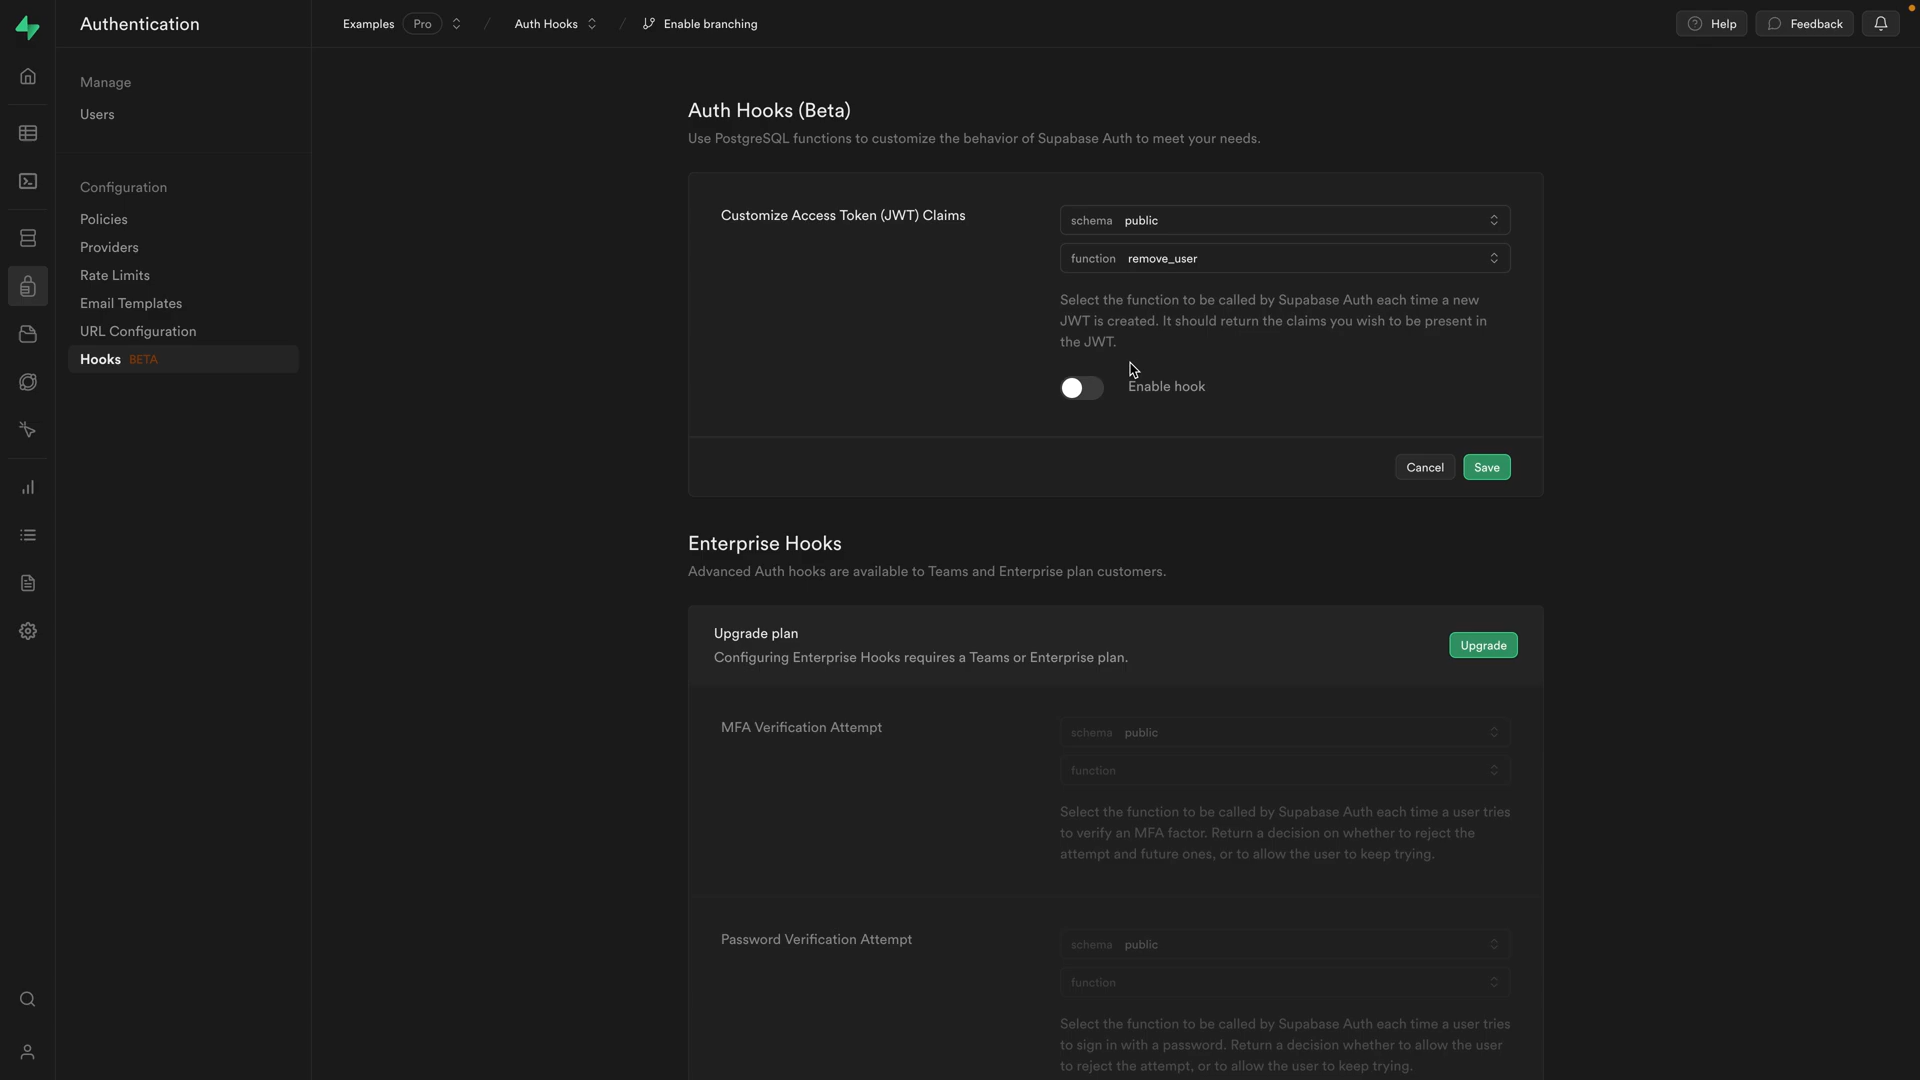 Authentication
Examples Pro / Auth Hooks / Enable branching
Help
Feedback
Manage
Users
Configuration
Policies
Providers
Rate Limits
Email Templates
URL Configuration
Hooks BETA
Auth Hooks (Beta)
Use PostgreSQL functions to customize the behavior of Supabase Auth to meet your needs.
Customize Access Token (JWT) Claims
schema public
function remove_user
Select the function to be called by Supabase Auth each time a new
JWT is created. It should return the claims you wish to be present in
the JWT.
Enable hook
Cancel
Save
Enterprise Hooks
Advanced Auth hooks are available to Teams and Enterprise plan customers.
Upgrade plan
Configuring Enterprise Hooks requires a Teams or Enterprise plan.
Upgrade
MFA Verification Attempt
schema public
function
Select the function to be called by Supabase Auth each time a user tries
to verify an MFA factor. Return a decision on whether to reject the
attempt and future ones, or to allow the user to keep trying.
Password Verification Attempt
schema public
function
Select the function to be called by Supabase Auth each time a user tries
to sign in with a password. Return a decision whether to allow the user
to reject the attempt, or to allow the user to keep trying.